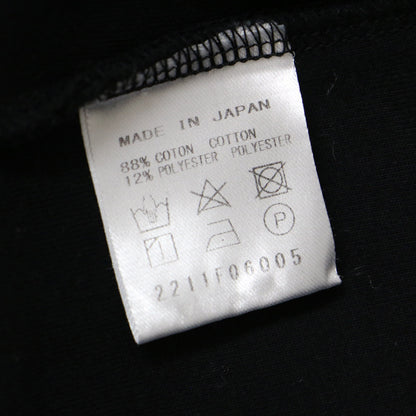 MADE IN JAPAN
88% COTON COTTON
12% POLYESTER POLYESTER
P
2211F06005